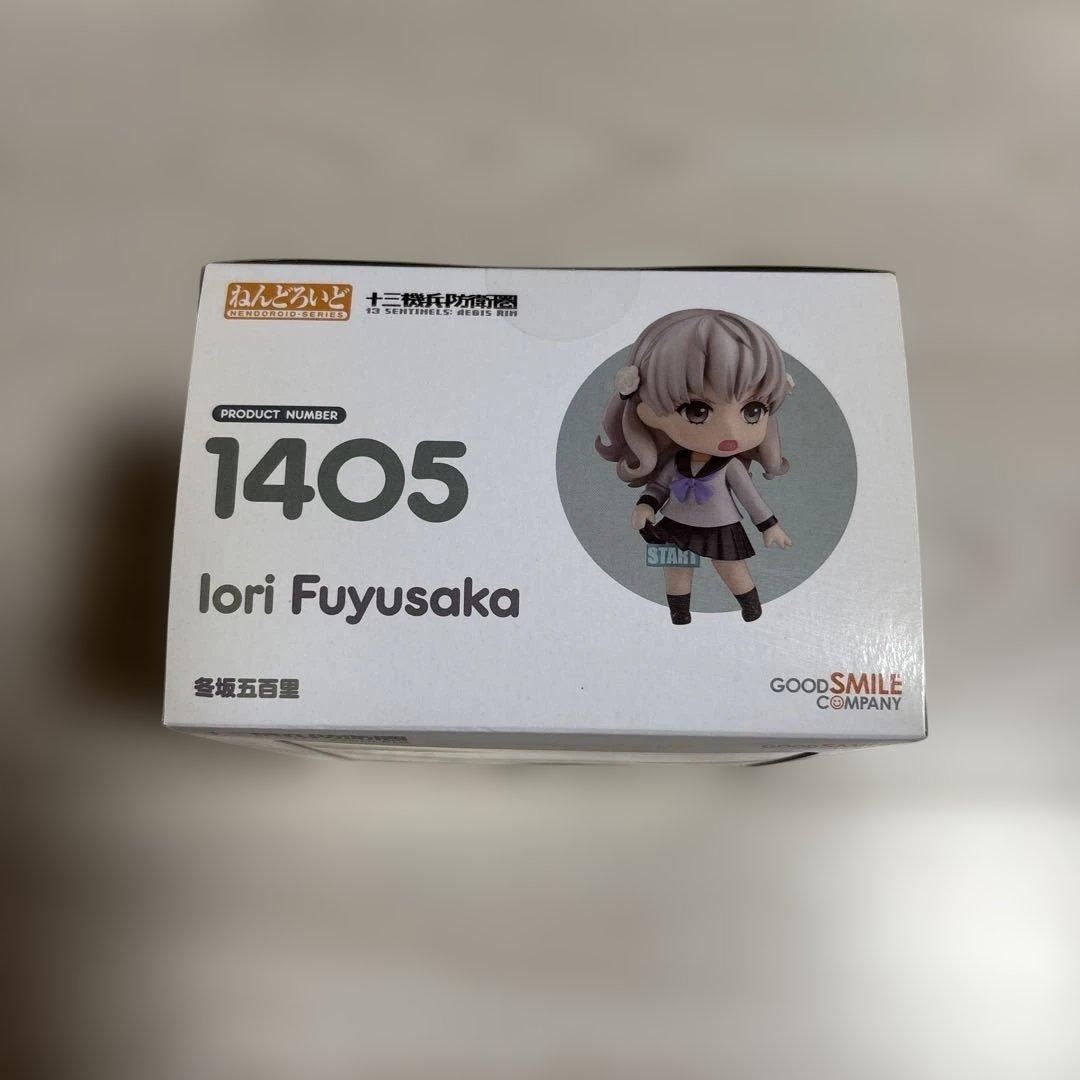 ねんどろいど
NENDOROID-SERIES
十三機兵防衛圏
13 SENTINELS: AEGIS RIM
PRODUCT NUMBER
1405
Iori Fuyusaka
冬坂五百里
START
GOOD SMILE
COMPANY